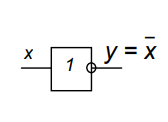 x 1 y = x̄